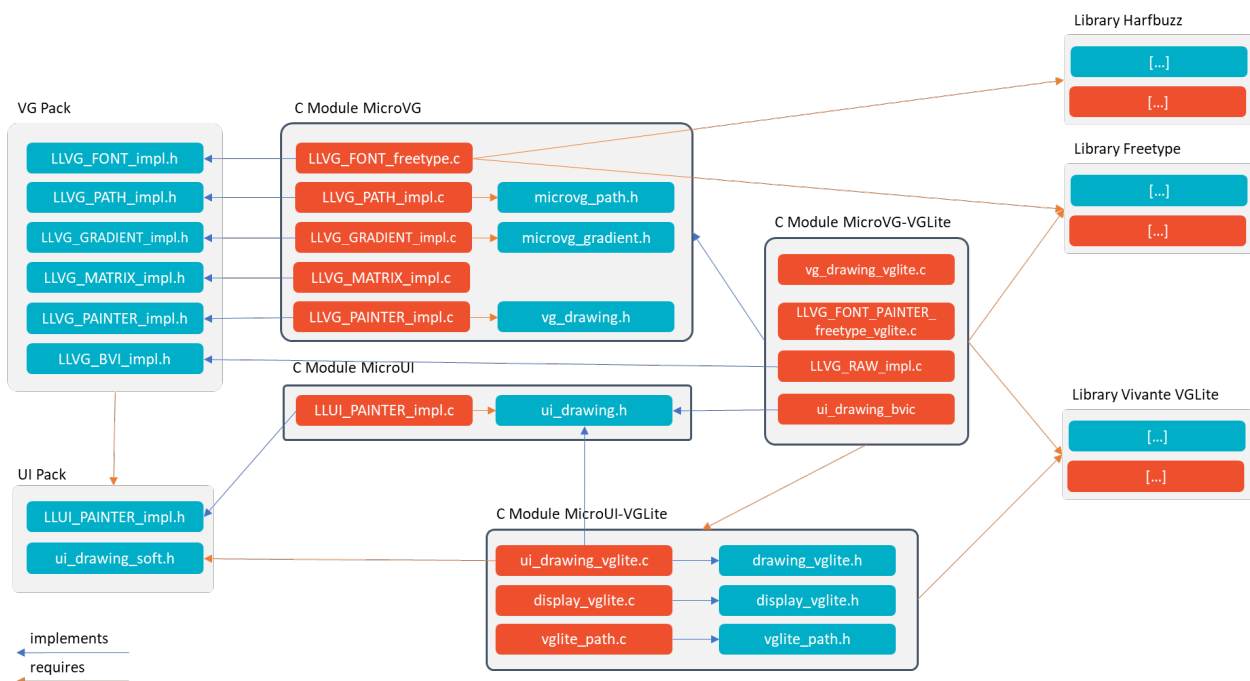 Library Harfbuzz
[...]
[...]
VG Pack
LLVG_FONT_impl.h
LLVG_PATH_impl.h
LLVG_GRADIENT_impl.h
LLVG_MATRIX_impl.h
LLVG_PAINTER_impl.h
LLVG_BVI_impl.h
C Module MicroVG
LLVG_FONT_freetype.c
LLVG_PATH_impl.c
microvg_path.h
LLVG_GRADIENT_impl.c
microvg_gradient.h
LLVG_MATRIX_impl.c
LLVG_PAINTER_impl.c
vg_drawing.h
Library Freetype
[...]
[...]
C Module MicroVG-VGLite
vg_drawing_vglite.c
LLVG_FONT_PAINTER_
freetype_vglite.c
LLVG_RAW_impl.c
ui_drawing_bvic
C Module MicroUI
LLUI_PAINTER_impl.c
ui_drawing.h
Library Vivante VGLite
[...]
[...]
UI Pack
LLUI_PAINTER_impl.h
ui_drawing_soft.h
C Module MicroUI-VGLite
ui_drawing_vglite.c
drawing_vglite.h
display_vglite.c
display_vglite.h
vglite_path.c
vglite_path.h
implements
requires